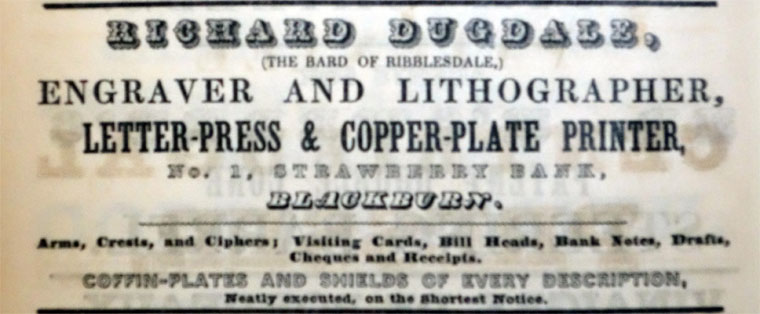 RICHARD DUGDALE,
(THE BARD OF RIBBLESDALE,)
ENGRAVER AND LITHOGRAPHER,
LETTER-PRESS & COPPER-PLATE PRINTER,
No. 1, STRAWBERRY BANK,
BLACKBURN.
Arms, Crests, and Ciphers; Visiting Cards, Bill Heads, Bank Notes, Drafts,
Cheques and Receipts.
COFFIN-PLATES AND SHIELDS OF EVERY DESCRIPTION,
Neatly executed, on the Shortest Notice.